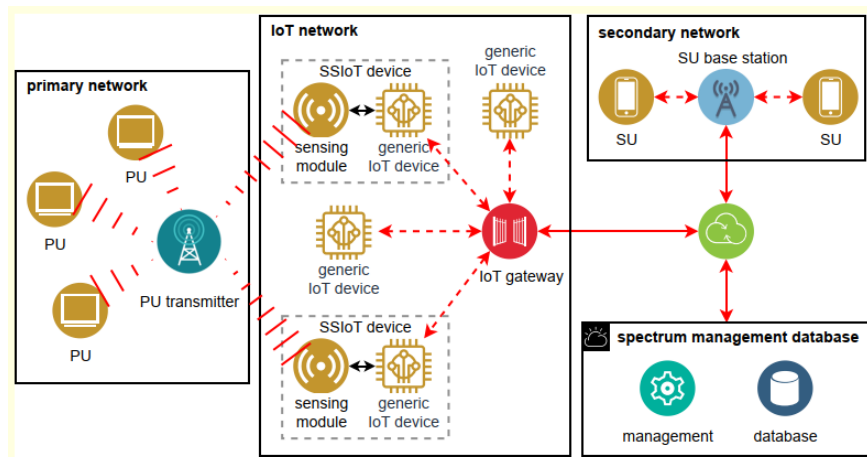 primary network
PU
PU
PU
PU transmitter
IoT network
SSIoT device
sensing
module
generic
IoT device
generic
IoT device
generic
IoT device
IoT gateway
SSIoT device
sensing
module
generic
IoT device
secondary network
SU base station
SU
SU
spectrum management database
management
database